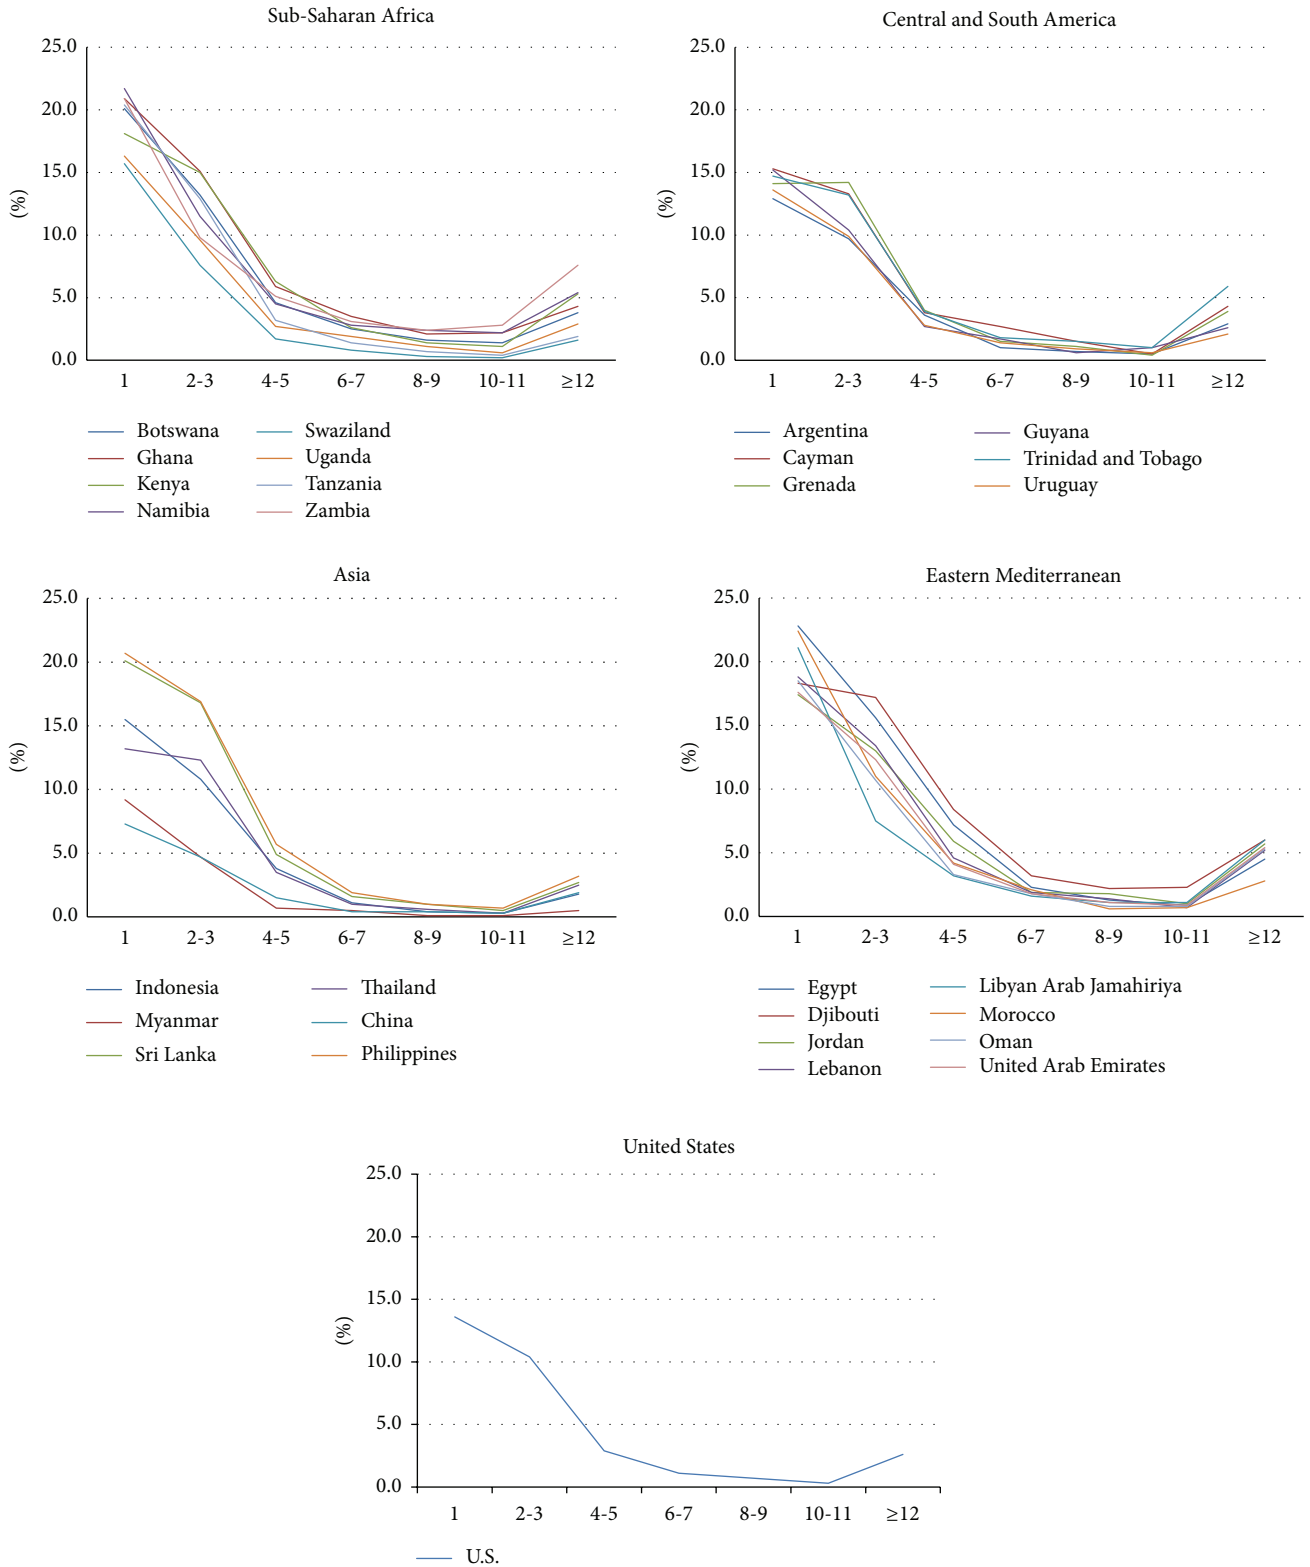 Sub-Saharan Africa
25.0
20.0
15.0
10.0
5.0
0.0
(%)
1 2-3 4-5 6-7 8-9 10-11 ≥12
Botswana Swaziland
Ghana Uganda
Kenya Tanzania
Namibia Zambia
Central and South America
25.0
20.0
15.0
10.0
5.0
0.0
(%)
1 2-3 4-5 6-7 8-9 10-11 ≥12
Argentina Guyana
Cayman Trinidad and Tobago
Grenada Uruguay
Asia
25.0
20.0
15.0
10.0
5.0
0.0
(%)
1 2-3 4-5 6-7 8-9 10-11 ≥12
Indonesia Thailand
Myanmar China
Sri Lanka Philippines
Eastern Mediterranean
25.0
20.0
15.0
10.0
5.0
0.0
(%)
1 2-3 4-5 6-7 8-9 10-11 ≥12
Egypt Libyan Arab Jamahiriya
Djibouti Morocco
Jordan Oman
Lebanon United Arab Emirates
United States
25.0
20.0
15.0
10.0
5.0
0.0
(%)
1 2-3 4-5 6-7 8-9 10-11 ≥12
U.S.